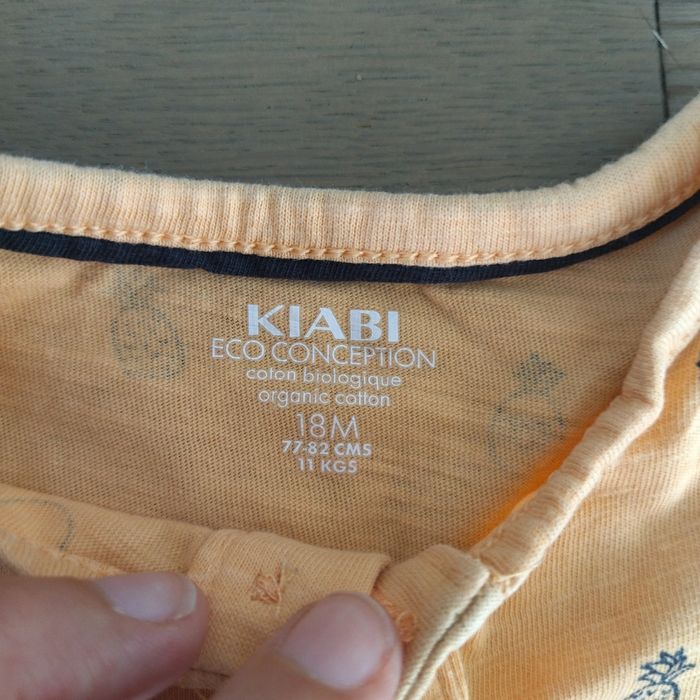 KIABI
ECO CONCEPTION
coton biologique
organic cotton
18M
77-82 CMS
11 KGS